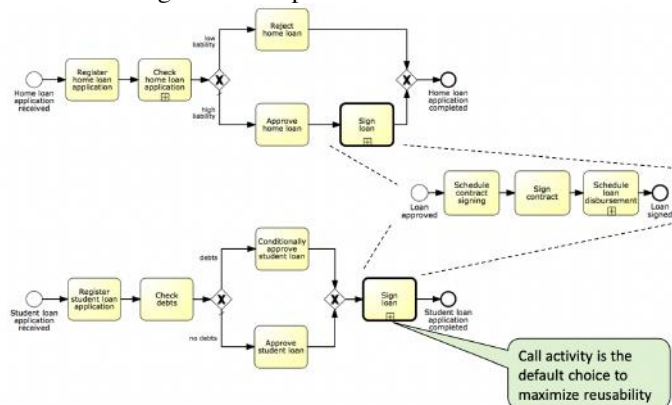 Reject
home loan
low
liability
Register
home loan
application
Check
home loan
application
Home loan
application
received
Home loan
application
completed
high
liability
Approve
home loan
Sign
loan
Loan
approved
Schedule
contract
signing
Sign
contract
Schedule
loan
disbursement
Loan
signed
Conditionally
approve
student loan
debts
Register
student loan
application
Check
debts
Student loan
application
received
Sign
loan
Student loan
application
completed
no debts
Approve
student loan
Call activity is the
default choice to
maximize reusability